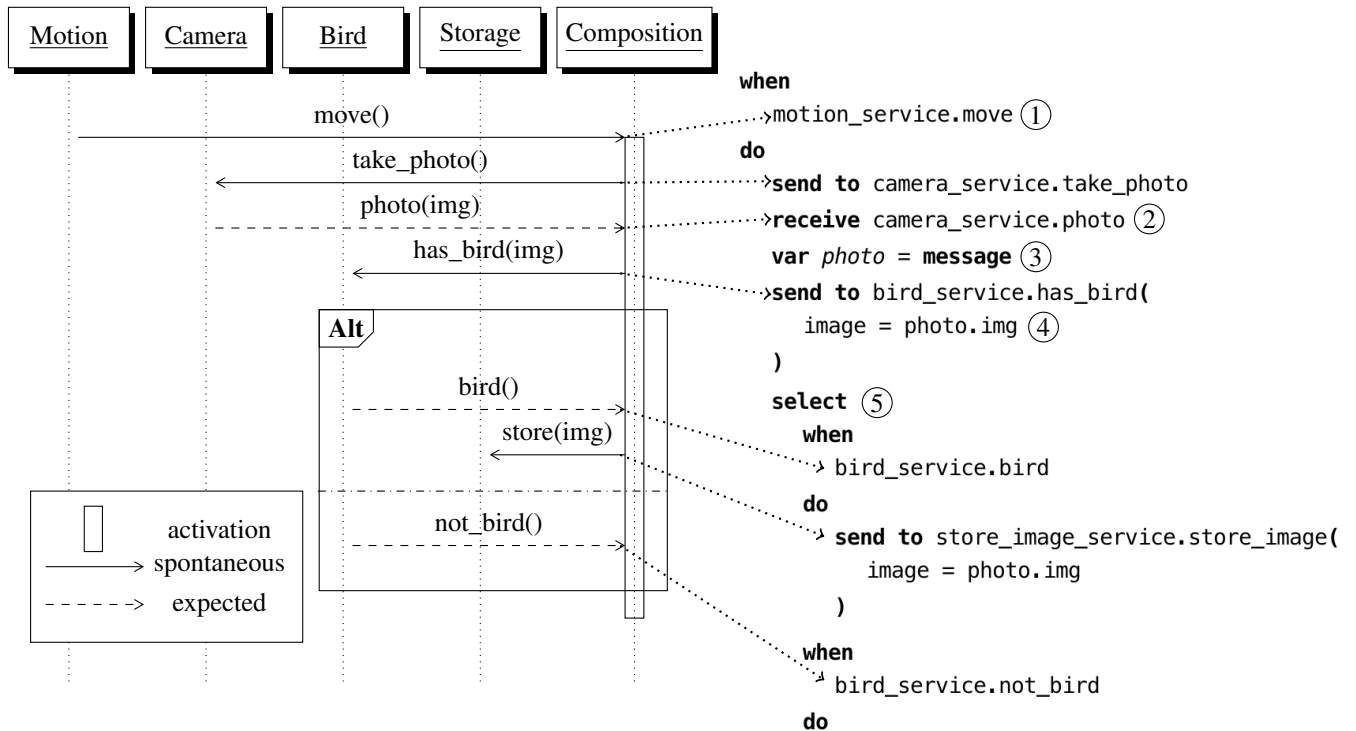 Motion Camera Bird Storage Composition
move()
take_photo()
photo(img)
has_bird(img)
Alt
bird()
store(img)
not_bird()
activation
spontaneous
expected
when
motion_service.move 1
do
send to camera_service.take_photo
receive camera_service.photo 2
var photo = message 3
send to bird_service.has_bird(
image = photo.img 4
)
select 5
when
bird_service.bird
do
send to store_image_service.store_image(
image = photo.img
)
when
bird_service.not_bird
do